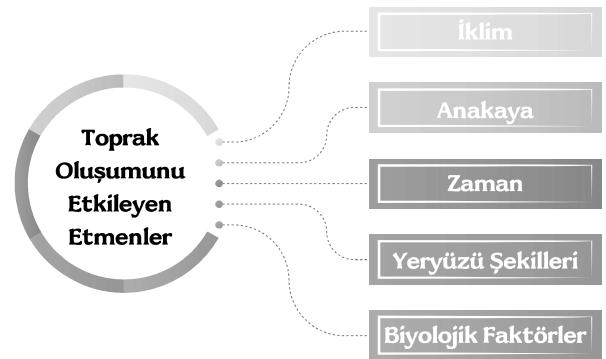 Toprak
Oluşumunu
Etkileyen
Etmenler
İklim
Anakaya
Zaman
Yeryüzü Şekilleri
Biyolojik Faktörler